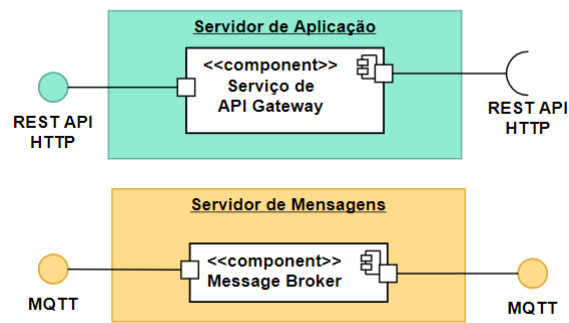 Servidor de Aplicação
<<component>>
Serviço de
API Gateway
REST API
HTTP
REST API
HTTP
Servidor de Mensagens
<<component>>
Message Broker
MQTT
MQTT